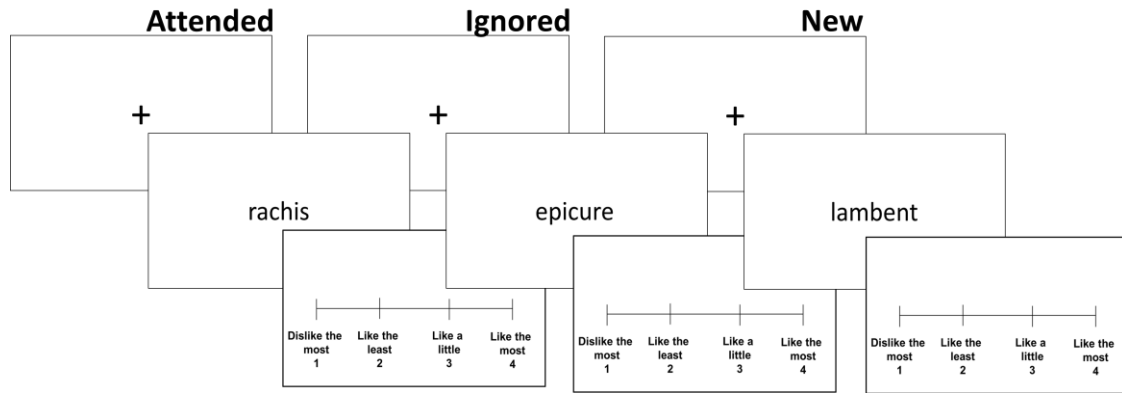 Attended Ignored New
+ + +
rachis epicure lambent
Dislike the Like the Like a Like the
most least little most
1 2 3 4
Dislike the Like the Like a Like the
most least little most
1 2 3 4
Dislike the Like the Like a Like the
most least little most
1 2 3 4